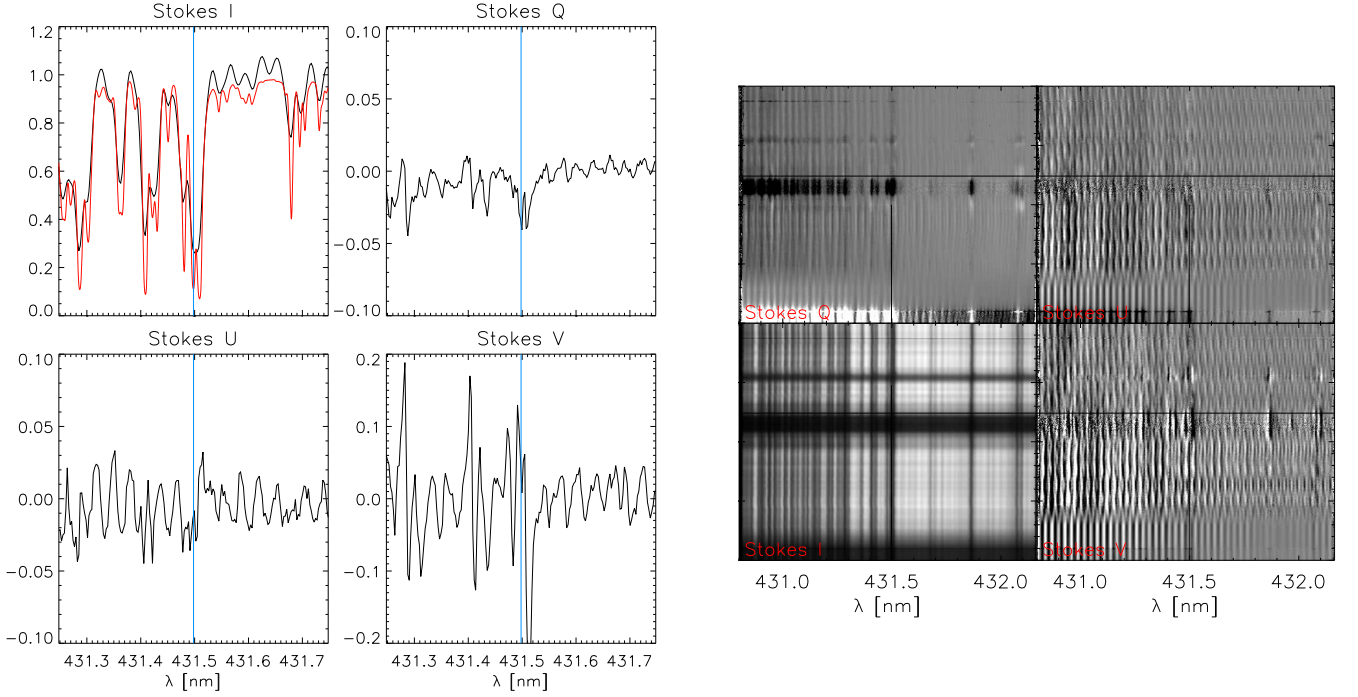 Stokes I
Stokes Q
1.2
1.0
0.8
0.6
0.4
0.2
0.0
0.10
0.05
0.00
−0.05
−0.10
Stokes U
Stokes V
0.10
0.05
0.00
−0.05
−0.10
0.2
0.1
0.0
−0.1
−0.2
431.3 431.4 431.5 431.6 431.7
431.3 431.4 431.5 431.6 431.7
λ [nm]
λ [nm]
Stokes Q
Stokes U
Stokes I
Stokes V
431.0 431.5 432.0
431.0 431.5 432.0
λ [nm]
λ [nm]